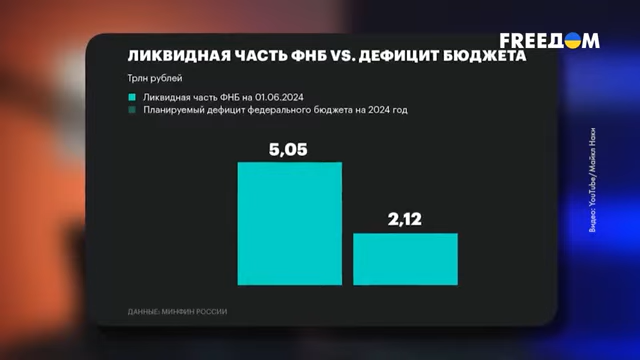 FREEDOM
ЛИКВИДНАЯ ЧАСТЬ ФНБ VS. ДЕФИЦИТ БЮДЖЕТА
Трлн рублей
Ликвидная часть ФНБ на 01.06.2024
Планируемый дефицит федерального бюджета на 2024 год
5,05
2,12
Видео: YouTube/Майкл Наки
ДАННЫЕ: МИНФИН РОССИИ